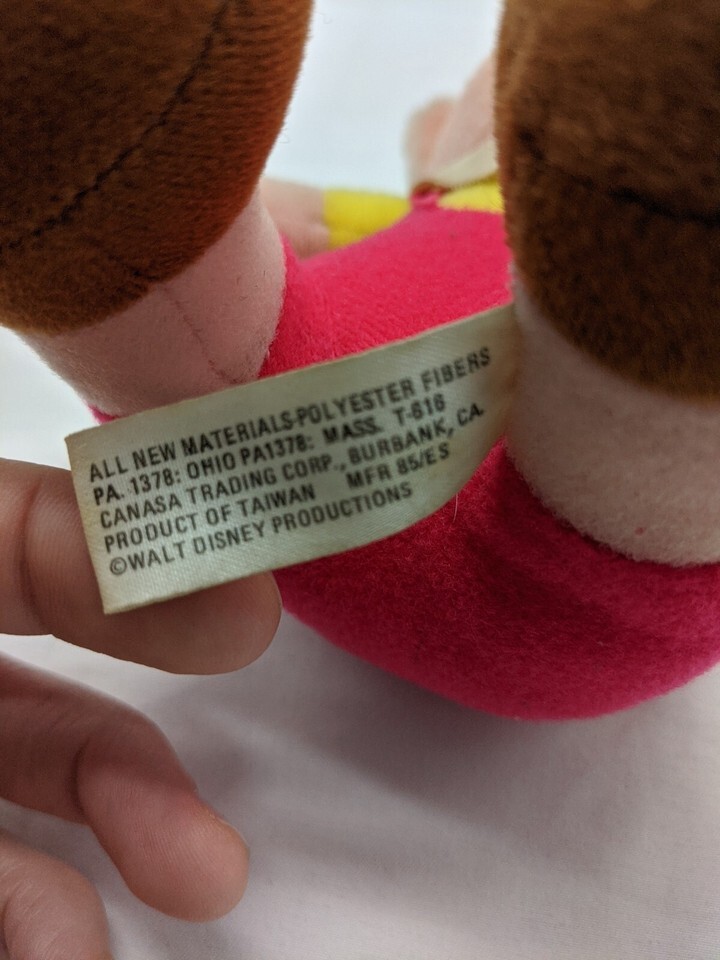 ALL NEW MATERIALS-POLYESTER FIBERS
PA. 1378: OHIO PA1378: MASS. T-616
CANASA TRADING CORP., BURBANK, CA.
PRODUCT OF TAIWAN MFR 85/ES
©WALT DISNEY PRODUCTIONS